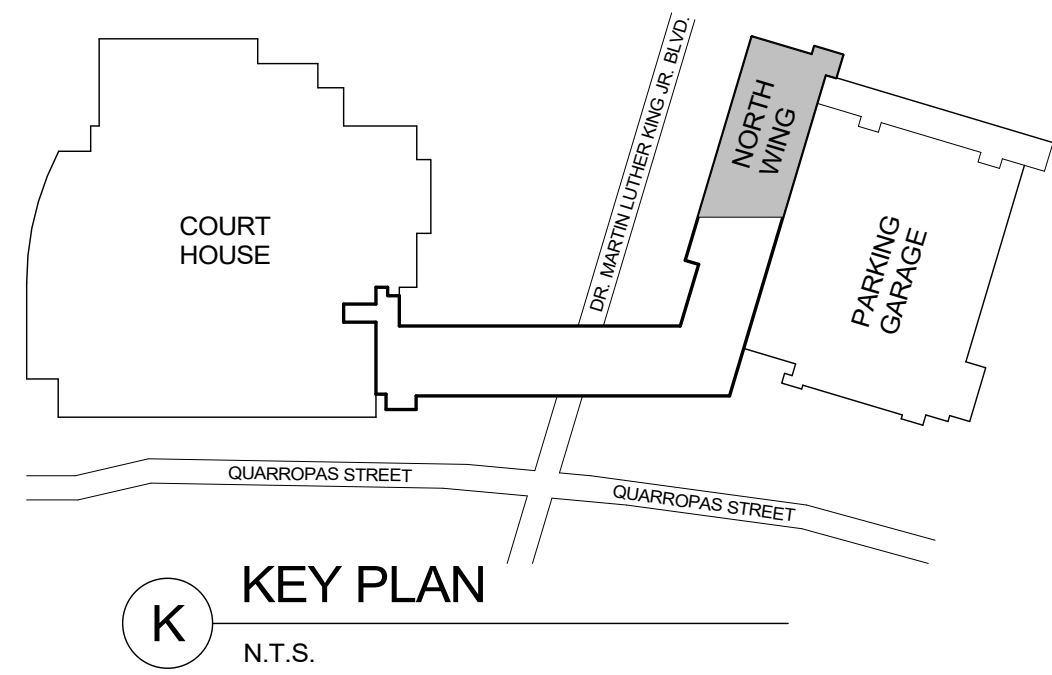 DR. MARTIN LUTHER KING JR. BLVD.
NORTH
WING
COURT
HOUSE
PARKING
GARAGE
QUARROPAS STREET
QUARROPAS STREET
K
KEY PLAN
N.T.S.